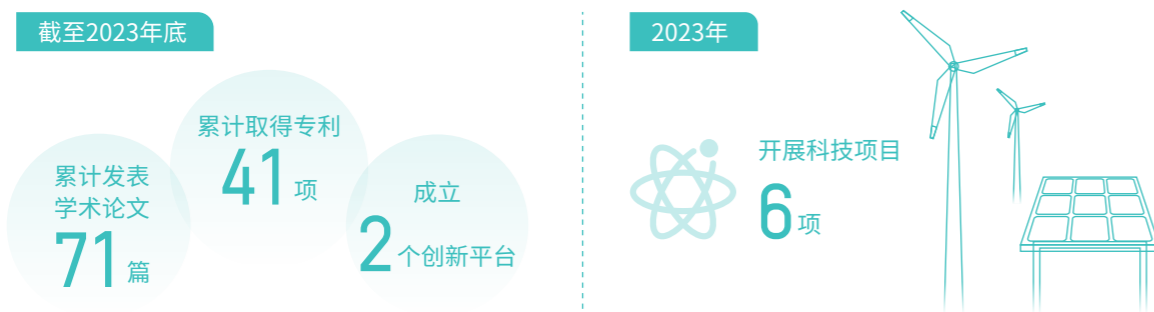 截至2023年底
累计发表
学术论文
71 篇
累计取得专利
41 项
成立
2 个创新平台
2023年
开展科技项目
6 项